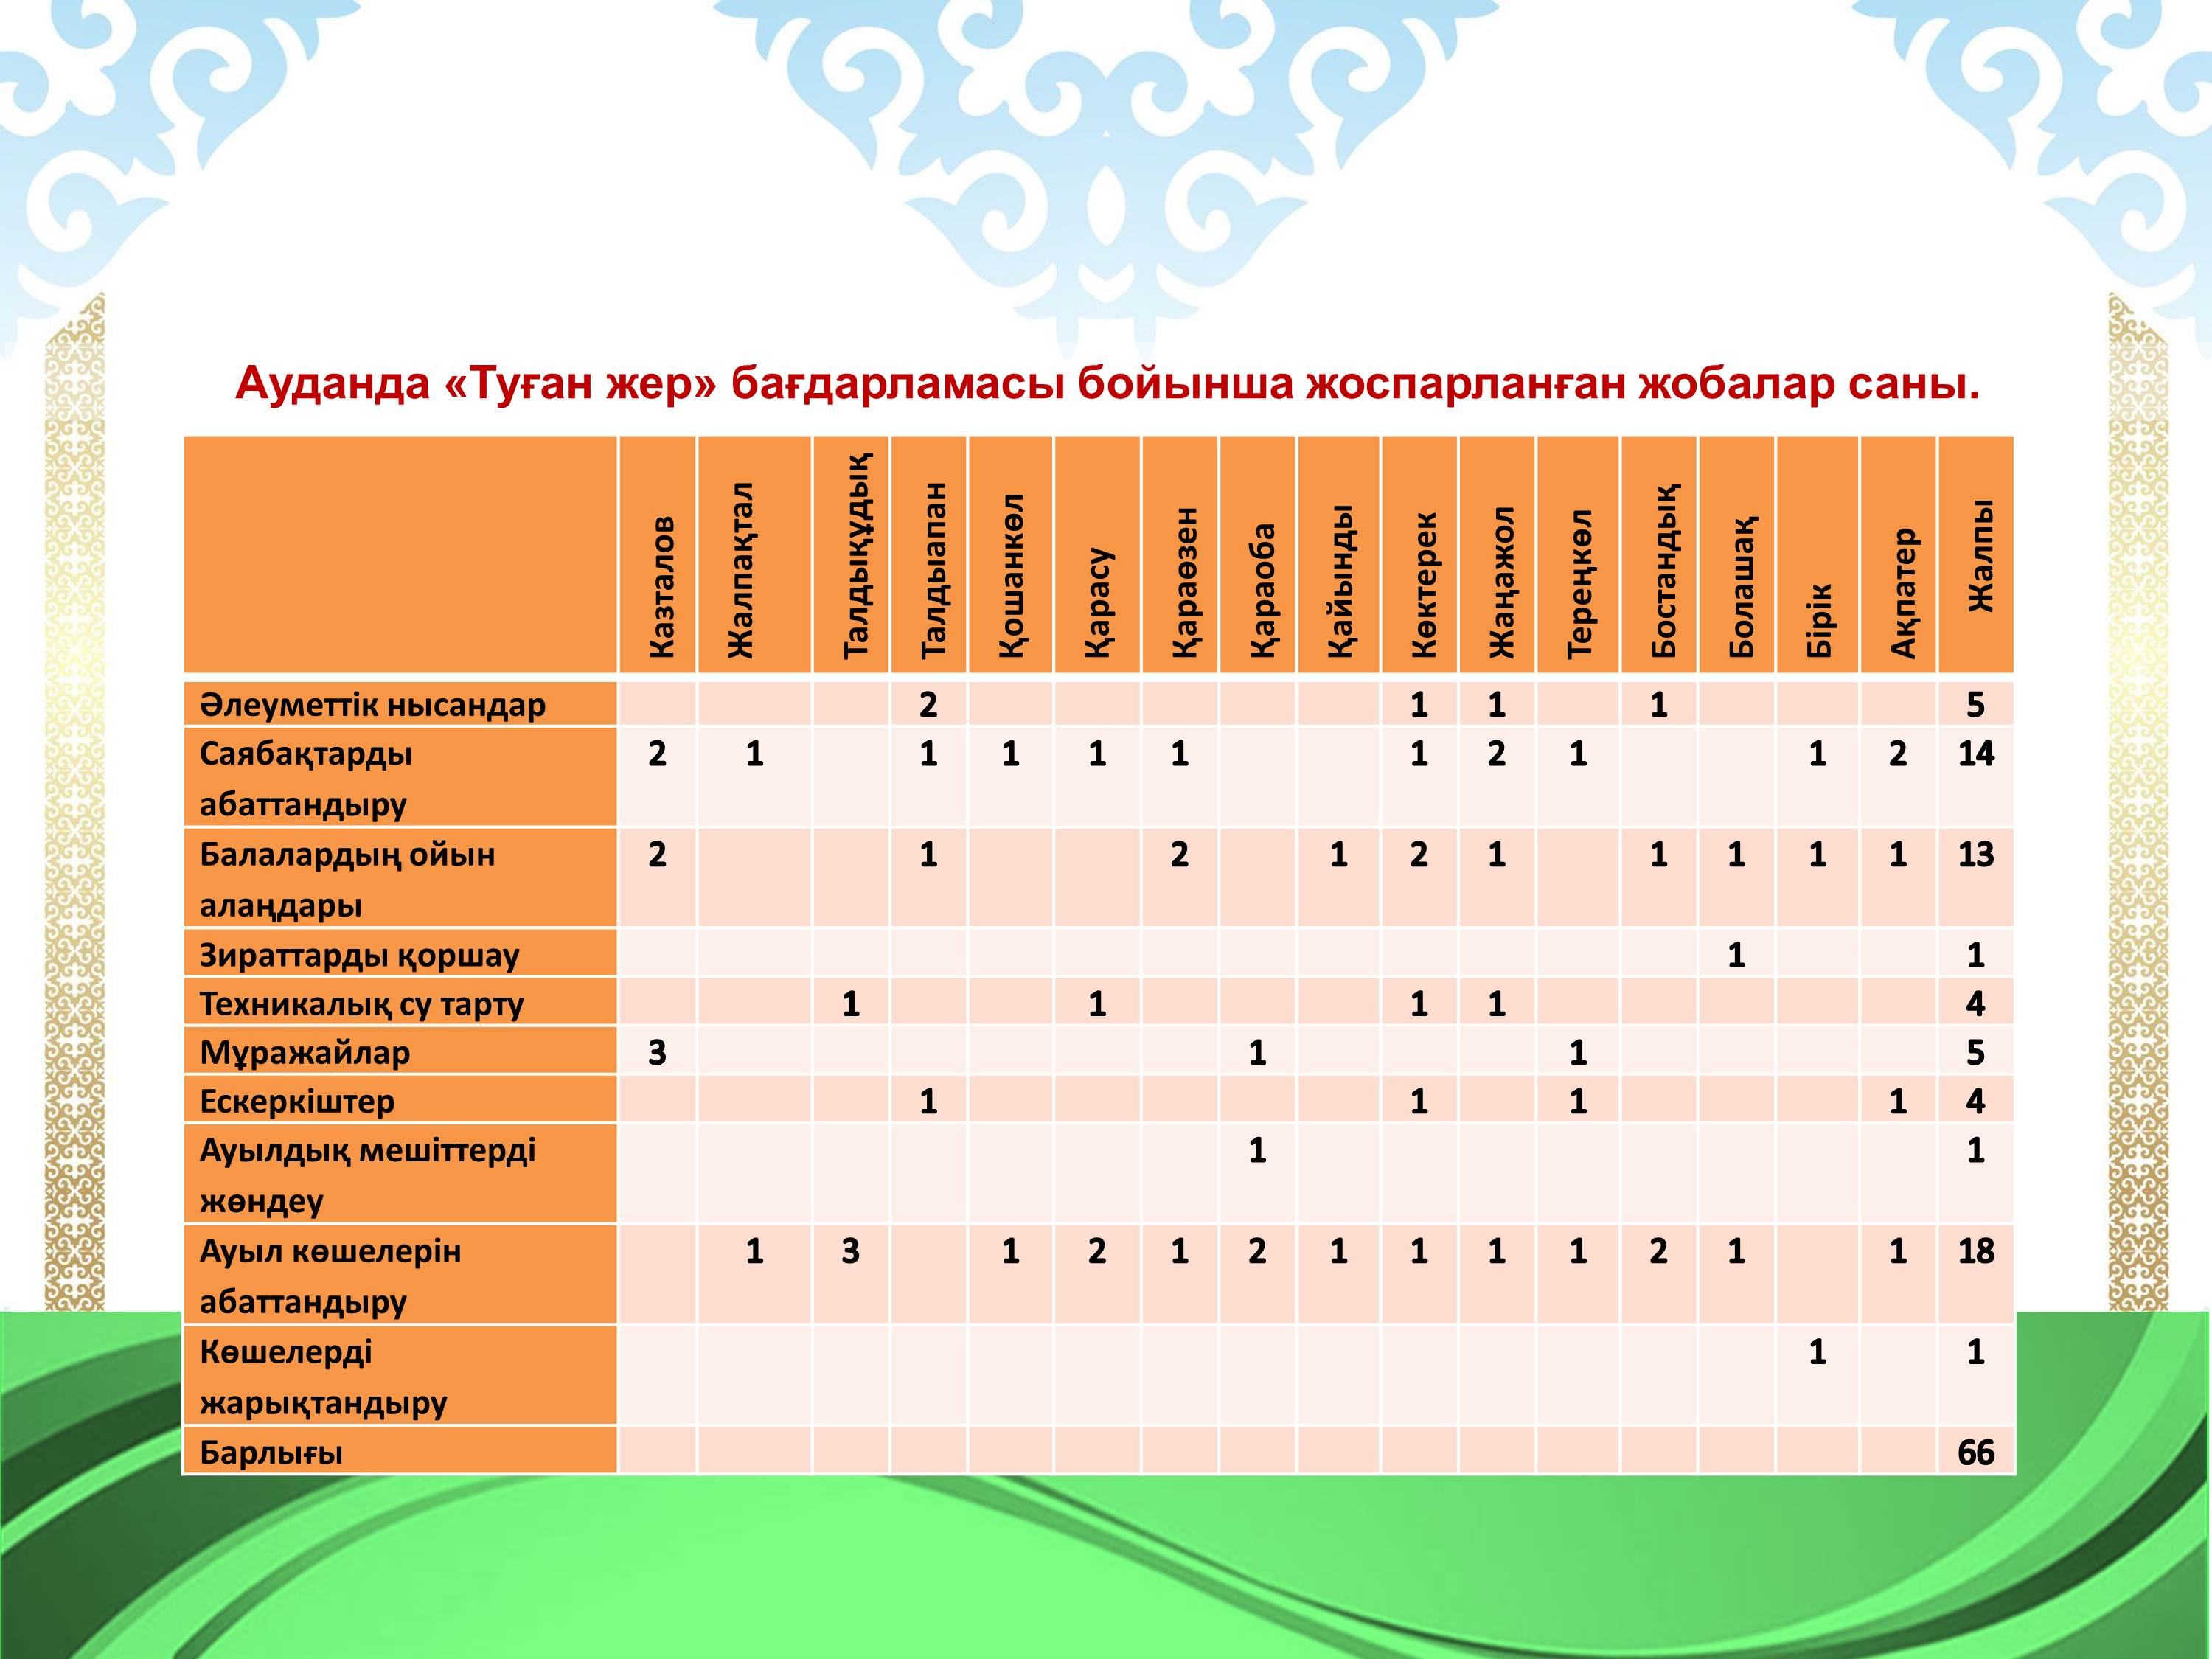 Ауданда «Туған жер» бағдарламасы бойынша жоспарланған жобалар саны.
Казталов Жалпақтал Талдықұдық Талдыапан Қошанкөл Қарасу Қараөзен Қараоба Қайыңды Көктерек Жаңажол Тереңкөл Бостандық Болашақ Бірік Ақпатер Жалпы
Әлеуметтік нысандар 2 1 1 1 5
Саябақтарды 2 1 1 1 1 1 1 2 1 1 2 14
абаттандыру
Балалардың ойын 2 1 2 1 2 1 1 1 1 1 13
алаңдары
Зираттарды қоршау 1 1
Техникалық су тарту 1 1 1 1 4
Мұражайлар 3 1 1 5
Ескеркіштер 1 1 1 1 4
Ауылдық мешіттерді 1 1
жөндеу
Ауыл көшелерін 1 3 1 2 1 2 1 1 1 1 2 1 1 18
абаттандыру
Көшелерді 1 1
жарықтандыру
Барлығы 66